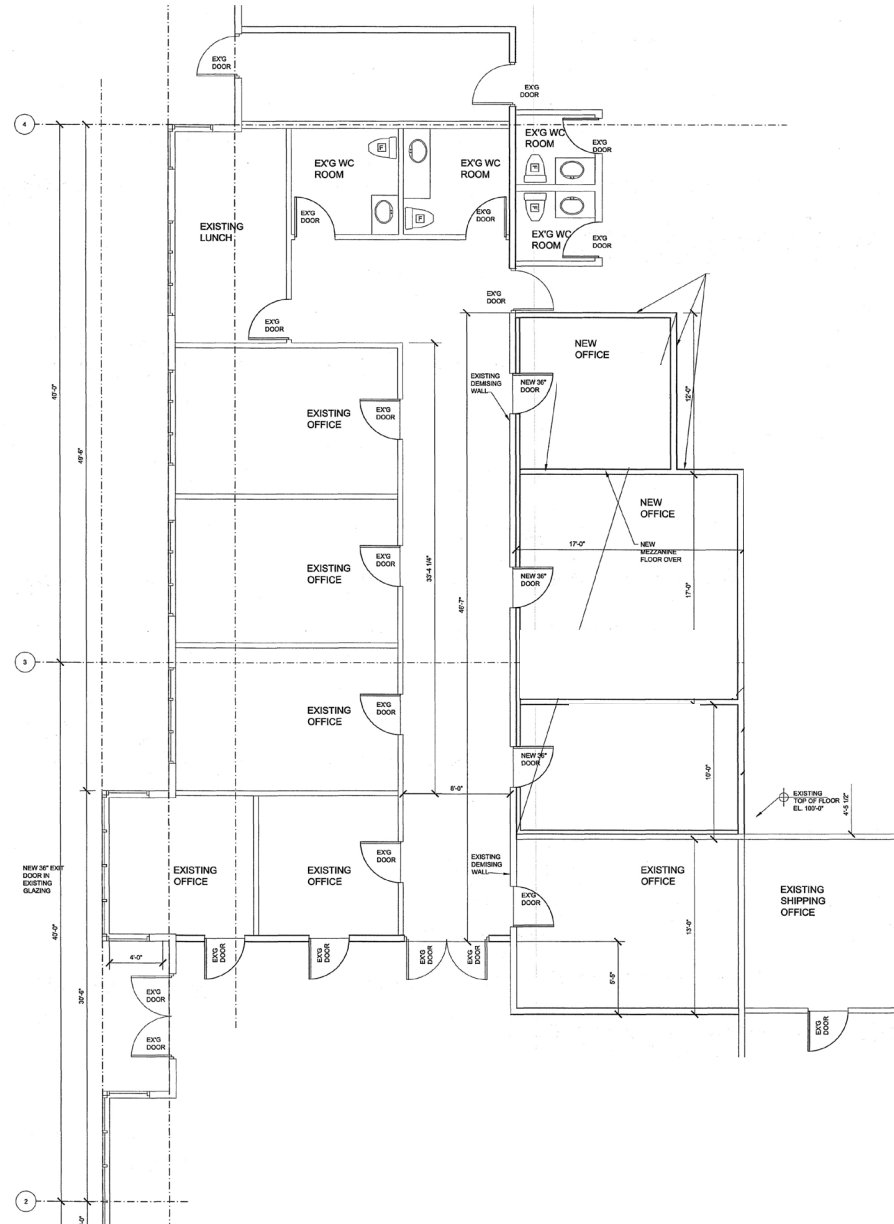 EX'G
DOOR
EX'G
DOOR
4
EX'G WC
ROOM
EX'G
DOOR
EX'G WC
ROOM
EX'G WC
ROOM
F
F
F
F
EX'G
DOOR
EX'G
DOOR
EXISTING
LUNCH
EX'G WC
ROOM
EX'G
DOOR
EX'G
DOOR
EX'G
DOOR
NEW
OFFICE
EXISTING
DEMISING
WALL
NEW 36"
DOOR
12'-0"
40'-0"
49'-6"
EXISTING
OFFICE
EX'G
DOOR
NEW
OFFICE
17'-0"
NEW
MEZZANINE
FLOOR OVER
EXISTING
OFFICE
EX'G
DOOR
33'-4 1/4"
46'-7"
NEW 36"
DOOR
17'-0"
3
EXISTING
OFFICE
EX'G
DOOR
NEW 36"
DOOR
10'-0"
8'-0"
EXISTING
TOP OF FLOOR
EL. 100'-0"
4'-5 1/2"
NEW 36" EXIT
DOOR IN
EXISTING
GLAZING
EXISTING
OFFICE
EXISTING
OFFICE
EX'G
DOOR
EXISTING
DEMISING
WALL
EXISTING
OFFICE
EXISTING
SHIPPING
OFFICE
EX'G
DOOR
40'-0"
13'-0"
4'-0"
EX'G
DOOR
EX'G
DOOR
EX'G
DOOR
EX'G
DOOR
5'-5"
30'-6"
EX'G
DOOR
EX'G
DOOR
EX'G
DOOR
2